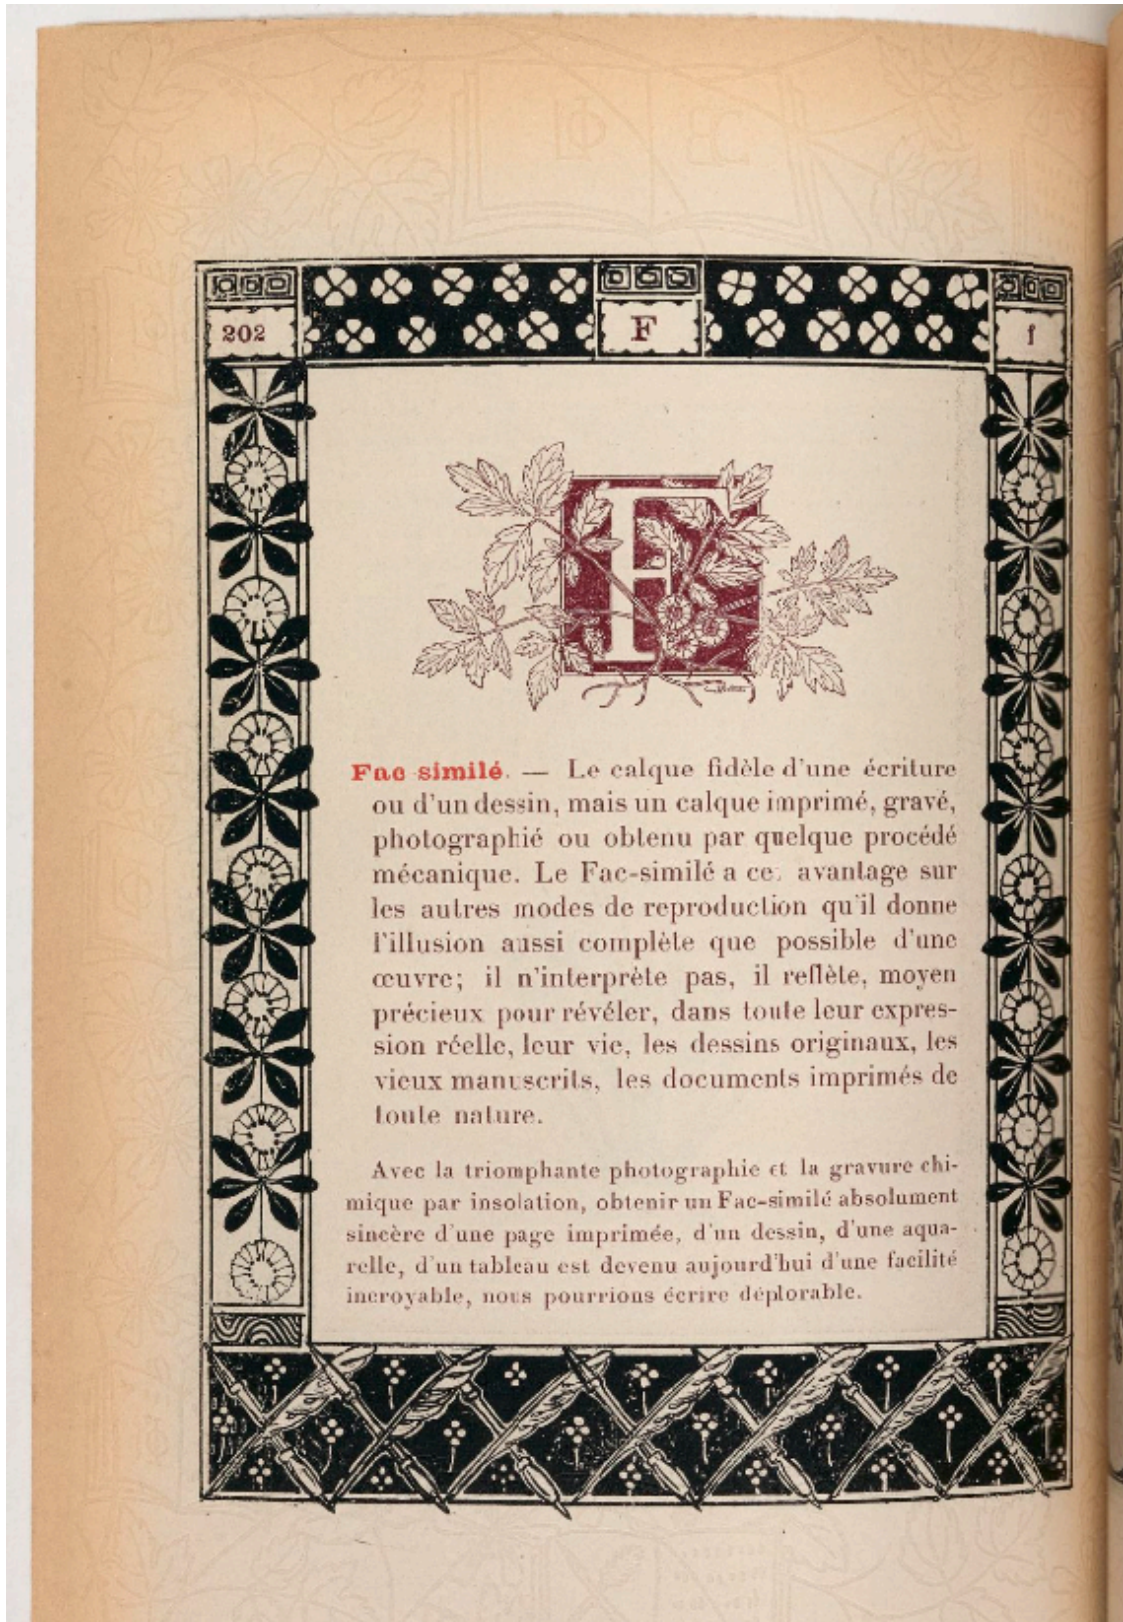 202
F
f
F
Fac-similé. — Le calque fidèle d'une écriture
ou d'un dessin, mais un calque imprimé, gravé,
photographié ou obtenu par quelque procédé
mécanique. Le Fac-similé a cet avantage sur
les autres modes de reproduction qu'il donne
l'illusion aussi complète que possible d'une
œuvre; il n'interprète pas, il reflète, moyen
précieux pour révéler, dans toute leur expres-
sion réelle, leur vie, les dessins originaux, les
vieux manuscrits, les documents imprimés de
toute nature.
Avec la triomphante photographie et la gravure chi-
mique par insolation, obtenir un Fac-similé absolument
sincère d'une page imprimée, d'un dessin, d'une aqua-
relle, d'un tableau est devenu aujourd'hui d'une facilité
incroyable, nous pourrions écrire déplorable.